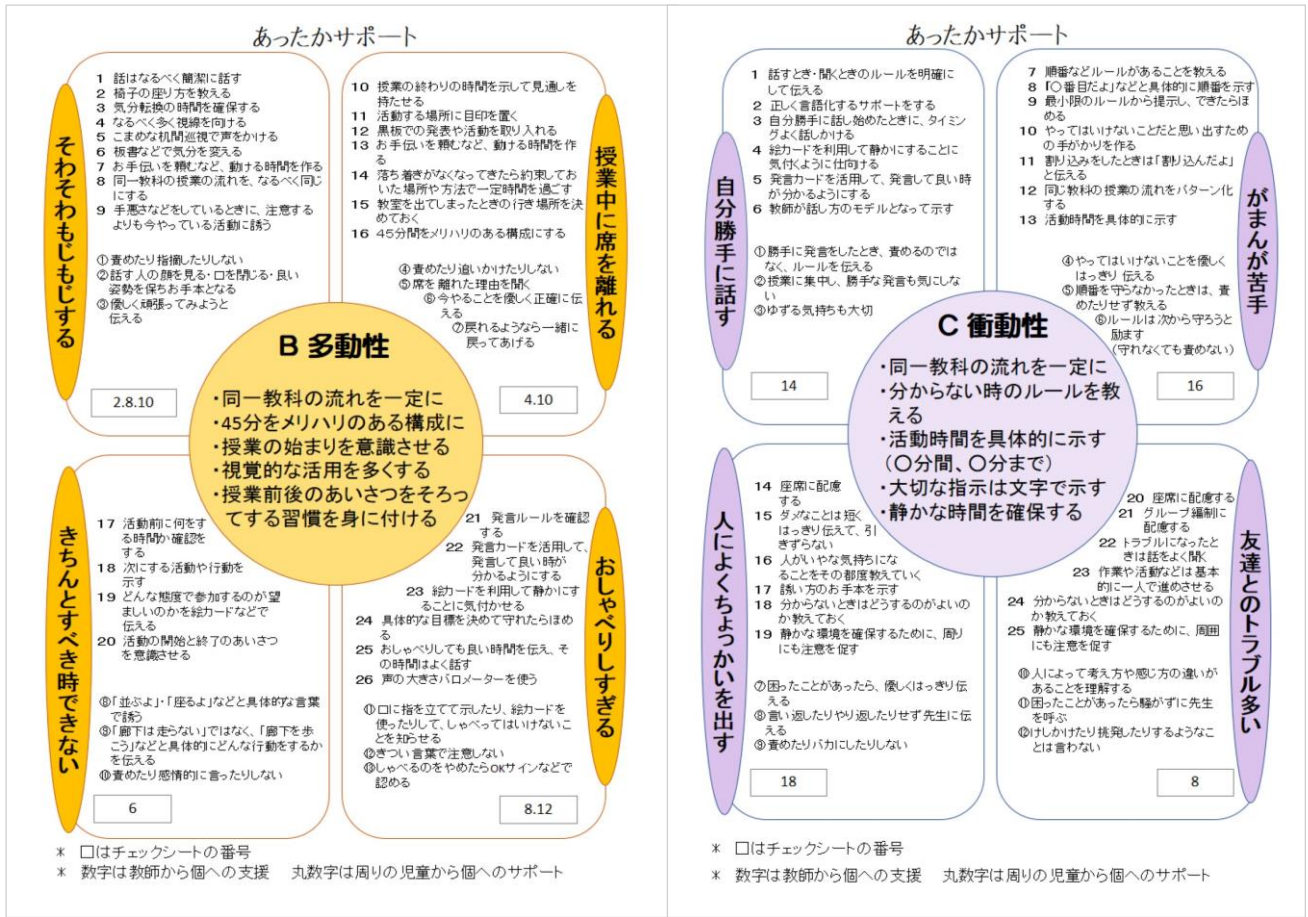 あったかサポート
そわそわもじもじする
1 話はなるべく簡潔に話す
2 椅子の座り方を教える
3 気分転換の時間を確保する
4 なるべく多く視線を向ける
5 こまめな机間巡視で声をかける
6 板書などで気分を変える
7 お手伝いを頼むなど、動ける時間を作る
8 同一教科の授業の流れを、なるべく同じ
にする
9 手悪さなどをしているときに、注意する
よりも今やっている活動に誘う
①責めたり指摘したりしない
②話す人の顔を見る・口を閉じる・良い
姿勢を保ちお手本となる
③優しく頑張ってみようと
伝える
2.8.10
授業中に席を離れる
10 授業の終わりの時間を示して見通しを
持たせる
11 活動する場所に目印を置く
12 黒板での発表や活動を取り入れる
13 お手伝いを頼むなど、動ける時間を作
る
14 落ち着きがなくなってきたら約束して
おいた場所や方法で一定時間を過ごす
15 教室を出てしまったときの行き場所を決
めておく
16 45分間をメリハリのある構成にする
④責めたり追いかけたりしない
⑤席を離れた理由を聞く
⑥今やることを優しく正確に伝
える
⑦戻れるようなら一緒に
戻ってあげる
4.10
B 多動性
・同一教科の流れを一定に
・45分をメリハリのある構成に
・授業の始まりを意識させる
・視覚的な活用を多くする
・授業前後のあいさつをそろっ
てする習慣を身に付ける
きちんとすべき時できない
17 活動前に何をす
る時間か確認を
する
18 次にする活動や行動を
示す
19 どんな態度で参加するのが望
ましいのかを絵カードなどで
伝える
20 活動の開始と終了のあいさつ
を意識させる
⑧「並ぶよ」・「座るよ」などと具体的な言葉
で誘う
⑨「廊下は走らない」ではなく、「廊下を歩
こう」などと具体的にどんな行動をするか
を伝える
⑩責めたり感情的に言ったりしない
6
おしゃべりしすぎる
21 発言ルールを確認
する
22 発言カードを活用して、
発言して良い時が
分かるようにする
23 絵カードを利用して静かにす
ることに気付かせる
24 具体的な目標を決めて守れたらほめ
る
25 おしゃべりしても良い時間を伝え、そ
の時間はよく話す
26 声の大きさバロメーターを使う
⑪口に指を立てて示したり、絵カードを
使ったりして、しゃべってはいけないこ
とを知らせる
⑫きつい言葉で注意しない
⑬しゃべるのをやめたらOKサインなどで
認める
8.12
* □はチェックシートの番号
* 数字は教師から個への支援 丸数字は周りの児童から個へのサポート
あったかサポート
自分勝手に話す
1 話すとき・聞くときのルールを明確に
して伝える
2 正しく言語化するサポートをする
3 自分勝手に話し始めたときに、タイミン
グよく話しかける
4 絵カードを利用して静かにすることに
気付くように仕向ける
5 発言カードを活用して、発言して良い時
が分かるようにする
6 教師が話し方のモデルとなって示す
①勝手に発言をしたとき、責めるのでは
なく、ルールを伝える
②授業に集中し、勝手な発言も気にしな
い
③ゆずる気持ちも大切
14
がまんが苦手
7 順番などルールがあることを教える
8 「〇番目だよ」などと具体的に順番を示す
9 最小限のルールから提示し、できたらほ
める
10 やってはいけないことだと思い出すため
の手がかりを作る
11 割り込みをしたときは「割り込んだよ」
と伝える
12 同じ教科の授業の流れをパターン化
する
13 活動時間を具体的に示す
④やってはいけないことを優しく
はっきり 伝える
⑤順番を守らなかったときは、責
めたりせず教える
⑥ルールは次から守ろうと
励ます
(守れなくても責めない)
16
C 衝動性
・同一教科の流れを一定に
・分からない時のルールを教
える
・活動時間を具体的に示す
(〇分間、〇分まで)
・大切な指示は文字で示す
・静かな時間を確保する
人によくちょっかいを出す
14 座席に配慮
する
15 ダメなことは短く
はっきり伝えて、引
きずらない
16 人がいやな気持ちにな
ることをその都度教えていく
17 誘い方のお手本を示す
18 分からないときはどうするのがよいの
か教えておく
19 静かな環境を確保するために、周り
にも注意を促す
⑦困ったことがあったら、優しくはっきり伝
える
⑧言い返したりやり返したりせず先生に伝
える
⑨責めたりバカにしたりしない
18
友達とのトラブル多い
20 座席に配慮する
21 グループ編制に
配慮する
22 トラブルになったと
きは話をよく聞く
23 作業や活動などは基本
的に一人で進めさせる
24 分からないときはどうするのがよいの
か教えておく
25 静かな環境を確保するために、周囲
にも注意を促す
⑩人によって考え方や感じ方の違いが
あることを理解する
⑪困ったことがあったら騒がずに先生
を呼ぶ
⑫けしかけたり挑発したりするようなこ
とは言わない
8
* □はチェックシートの番号
* 数字は教師から個への支援 丸数字は周りの児童から個へのサポート